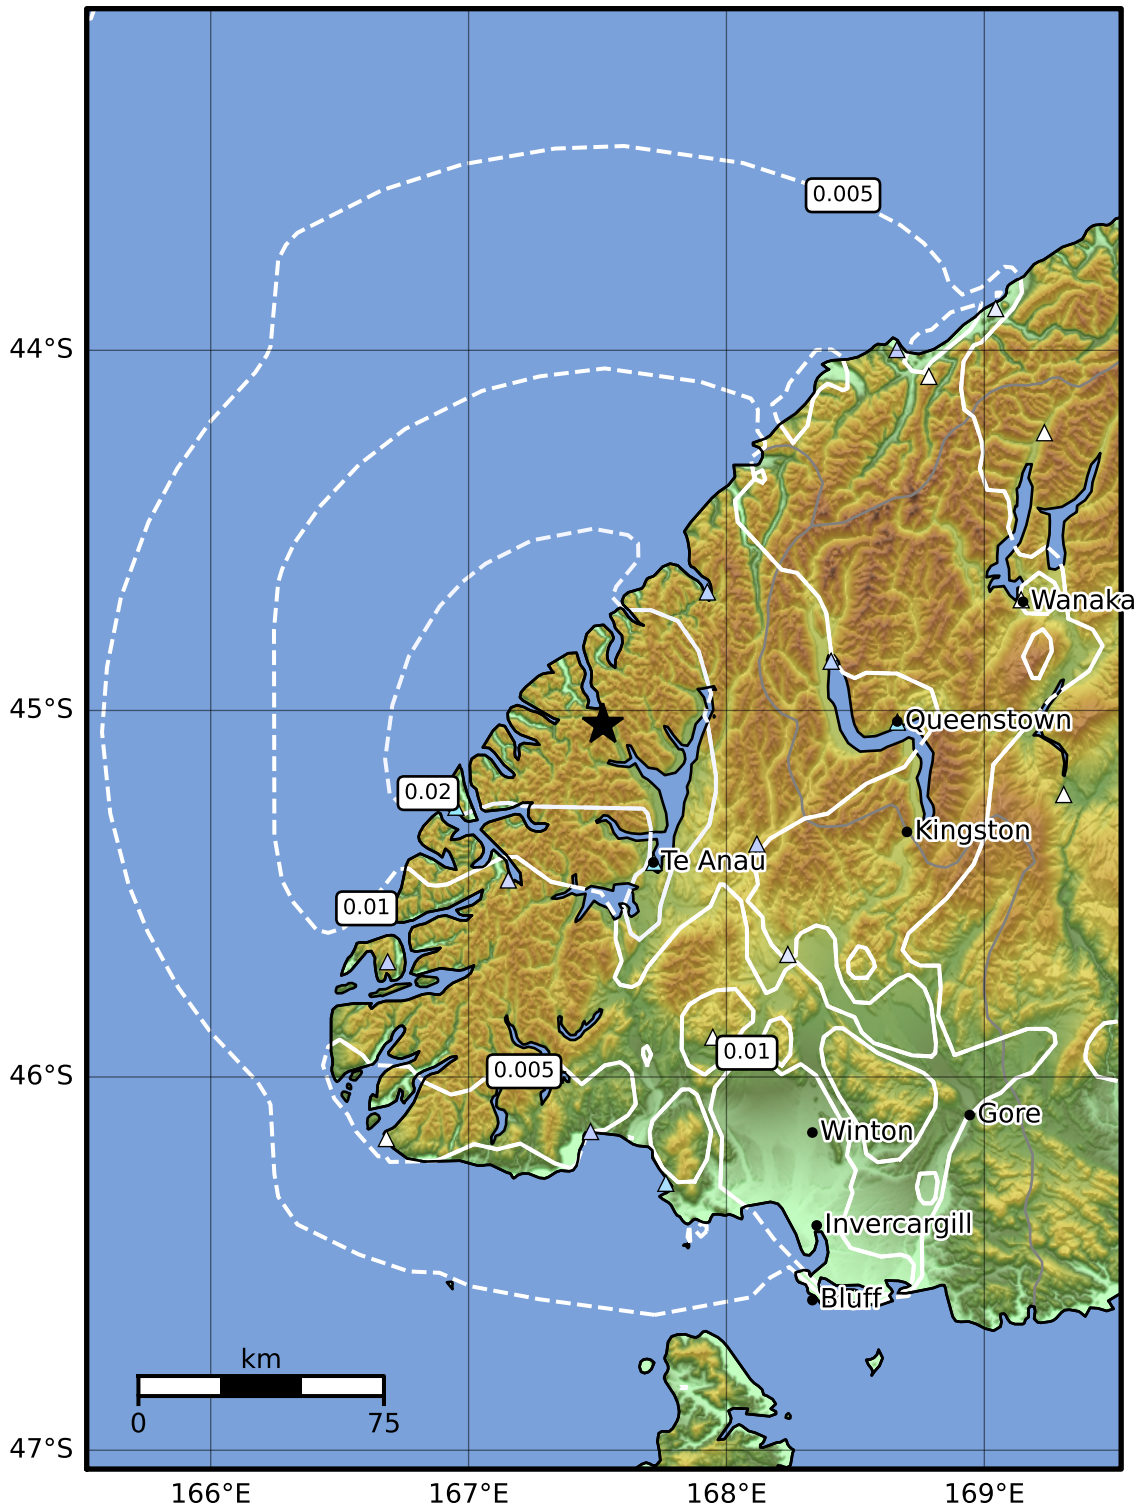 0.005
44°S
Wanaka
45°S
Queenstown
0.02
Kingston
Te Anau
0.01
0.01
0.005
46°S
Gore
Winton
Invercargill
Bluff
km
0
75
47°S
166°E
167°E
168°E
169°E